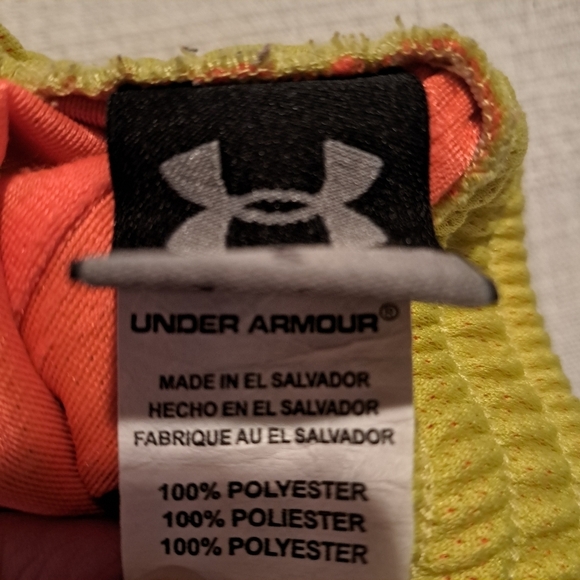 UNDER ARMOUR®
MADE IN EL SALVADOR
HECHO EN EL SALVADOR
FABRIQUE AU EL SALVADOR
100% POLYESTER
100% POLIESTER
100% POLYESTER